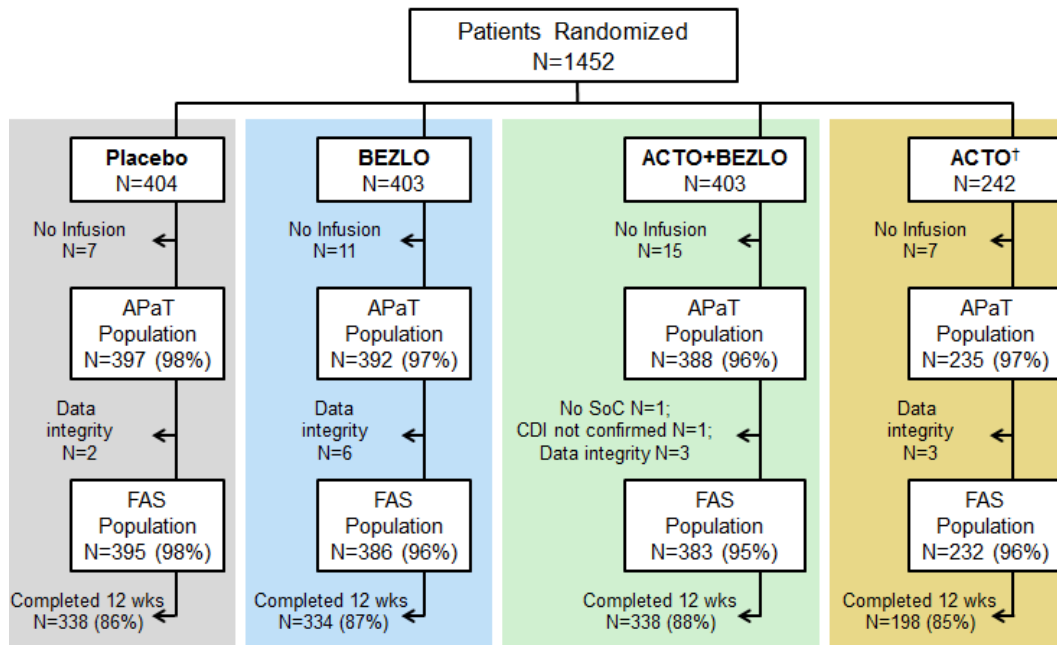 Patients Randomized
N=1452
Placebo
N=404
No Infusion
N=7
APaT
Population
N=397 (98%)
Data
integrity
N=2
FAS
Population
N=395 (98%)
Completed 12 wks
N=338 (86%)
BEZLO
N=403
No Infusion
N=11
APaT
Population
N=392 (97%)
Data
integrity
N=6
FAS
Population
N=386 (96%)
Completed 12 wks
N=334 (87%)
ACTO+BEZLO
N=403
No Infusion
N=15
APaT
Population
N=388 (96%)
No SoC N=1;
CDI not confirmed N=1;
Data integrity N=3
FAS
Population
N=383 (95%)
Completed 12 wks
N=338 (88%)
ACTO†
N=242
No Infusion
N=7
APaT
Population
N=235 (97%)
Data
integrity
N=3
FAS
Population
N=232 (96%)
Completed 12 wks
N=198 (85%)